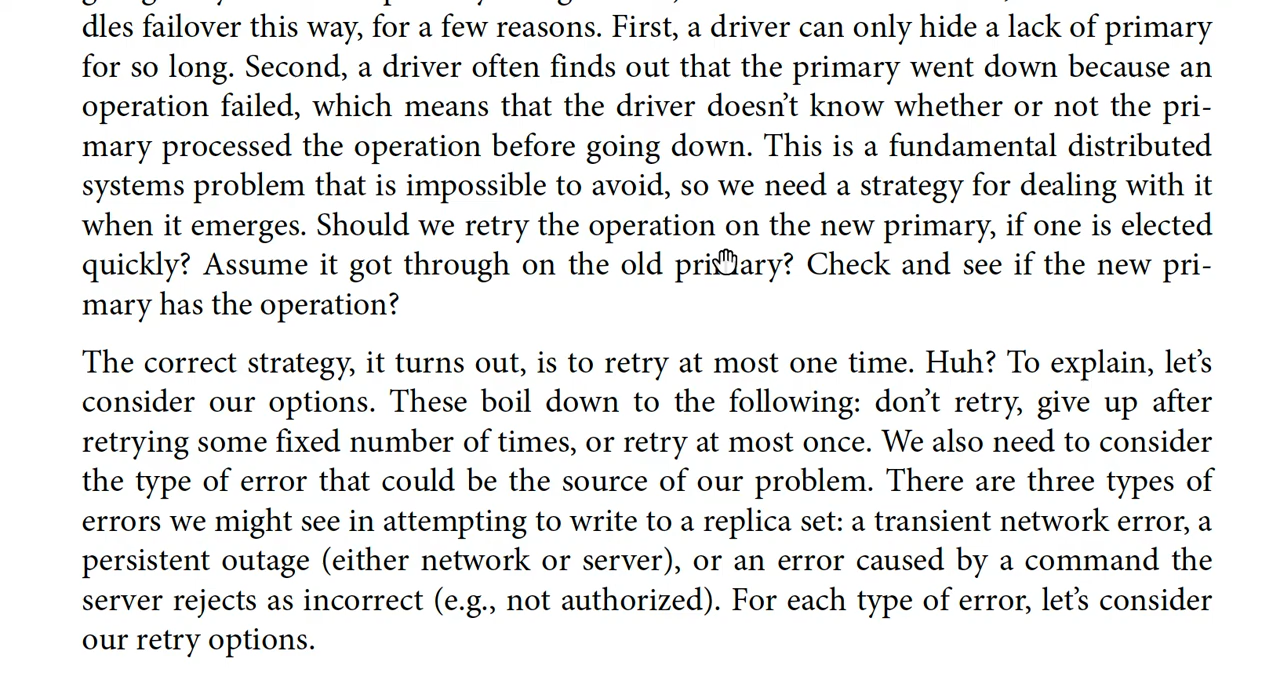 dles failover this way, for a few reasons. First, a driver can only hide a lack of primary
for so long. Second, a driver often finds out that the primary went down because an
operation failed, which means that the driver doesn’t know whether or not the pri-
mary processed the operation before going down. This is a fundamental distributed
systems problem that is impossible to avoid, so we need a strategy for dealing with it
when it emerges. Should we retry the operation on the new primary, if one is elected
quickly? Assume it got through on the old primary? Check and see if the new pri-
mary has the operation?
The correct strategy, it turns out, is to retry at most one time. Huh? To explain, let’s
consider our options. These boil down to the following: don’t retry, give up after
retrying some fixed number of times, or retry at most once. We also need to consider
the type of error that could be the source of our problem. There are three types of
errors we might see in attempting to write to a replica set: a transient network error, a
persistent outage (either network or server), or an error caused by a command the
server rejects as incorrect (e.g., not authorized). For each type of error, let’s consider
our retry options.